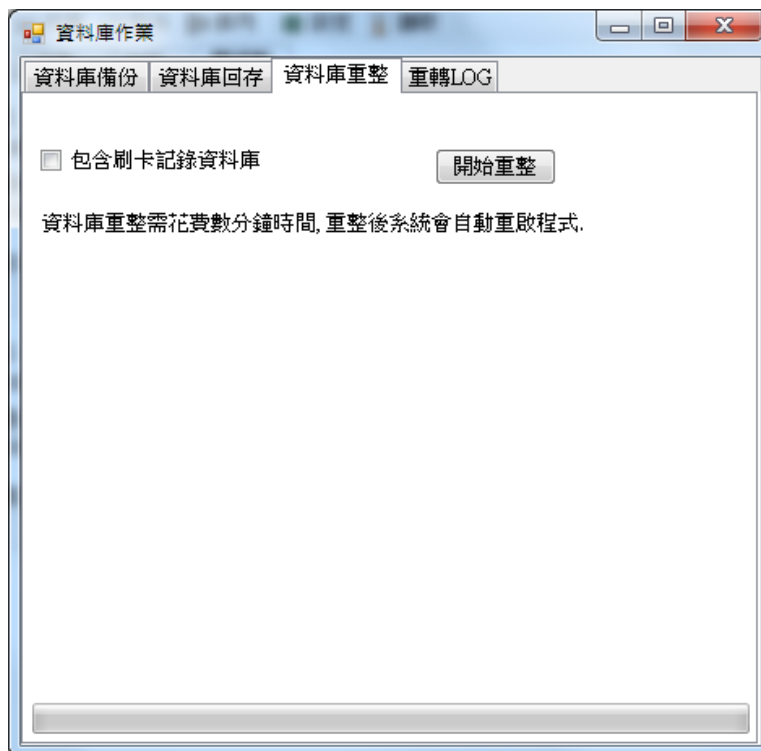 資料庫作業
資料庫備份 資料庫回存 資料庫重整 重轉LOG
包含刷卡記錄資料庫 開始重整
資料庫重整需花費數分鐘時間, 重整後系統會自動重啟程式.